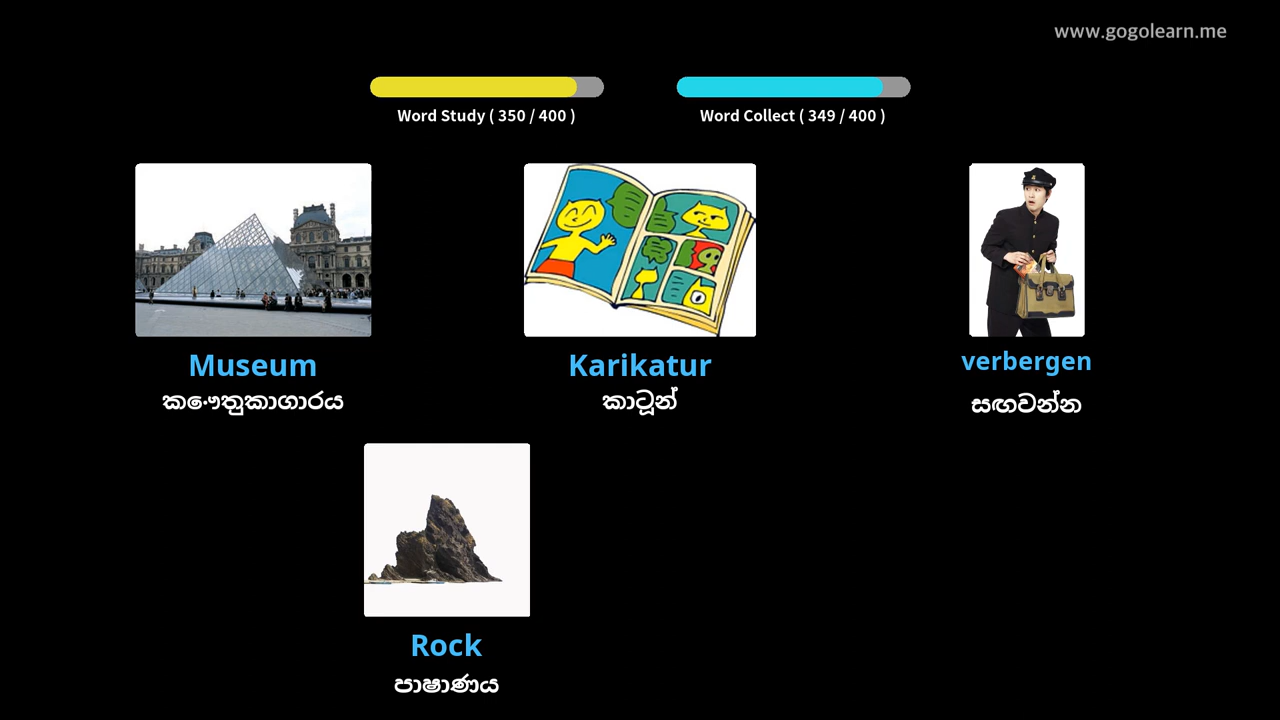 www.gogolearn.me
Word Study ( 350 / 400 )
Word Collect ( 349 / 400 )
Museum
කෞතුකාගාරය
Karikatur
කාටූන්
verbergen
සඟවන්න
Rock
පාෂාණය